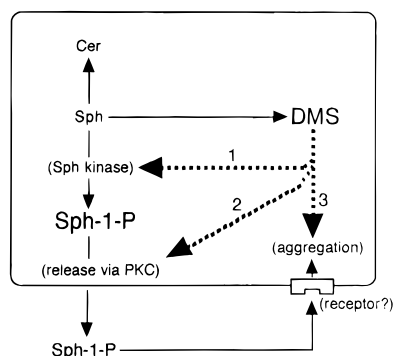 Cer
Sph
DMS
1
(Sph kinase)
2
3
Sph-1-P
(aggregation)
(release via PKC)
(receptor?)
Sph-1-P